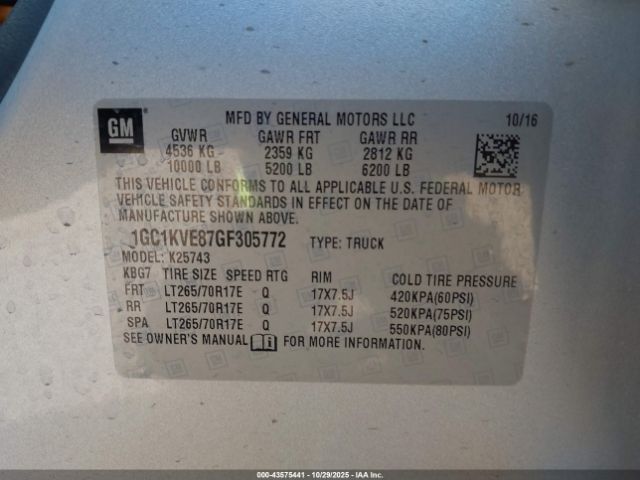 GM
MFD BY GENERAL MOTORS LLC 10/16
GVWR GAWR FRT GAWR RR
4536 KG 2359 KG 2812 KG
10000 LB 5200 LB 6200 LB
THIS VEHICLE CONFORMS TO ALL APPLICABLE U.S. FEDERAL MOTOR
VEHICLE SAFETY STANDARDS IN EFFECT ON THE DATE OF
MANUFACTURE SHOWN ABOVE.
1GC1KVE87GF305772 TYPE: TRUCK
MODEL: K25743
KBG7 TIRE SIZE SPEED RTG RIM COLD TIRE PRESSURE
FRT LT265/70R17E Q 17X7.5J 420KPA(60PSI)
RR LT265/70R17E Q 17X7.5J 520KPA(75PSI)
SPA LT265/70R17E Q 17X7.5J 550KPA(80PSI)
SEE OWNER'S MANUAL FOR MORE INFORMATION.
000-43575441 - 10/29/2025 - IAA, Inc.